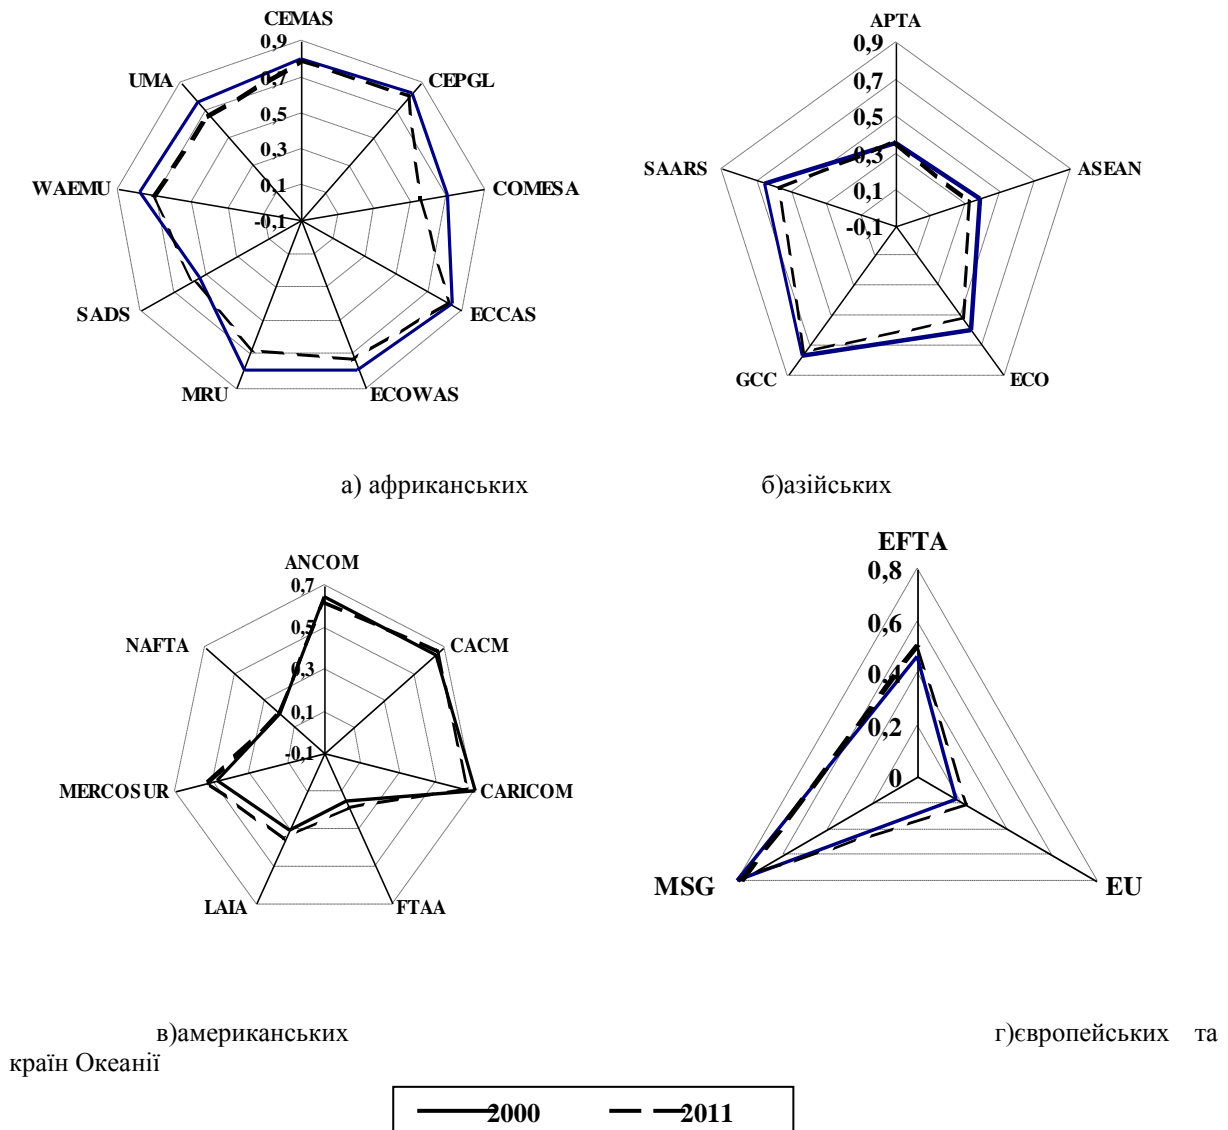 CEMAS
0,9
0,7
0,5
0,3
0,1
-0,1
CEPGL
COMESA
ECCAS
ECOWAS
MRU
SADS
WAEMU
UMA
APTA
0,9
0,7
0,5
0,3
0,1
-0,1
ASEAN
ECO
GCC
SAARS
а) африканських
б)азійських
ANCOM
0,7
0,5
0,3
0,1
-0,1
CACM
CARICOM
FTAA
LAIA
MERCOSUR
NAFTA
EFTA
0,8
0,6
0,4
0,2
0
EU
MSG
в)американських
г)європейських та
країн Океанії
2000
2011